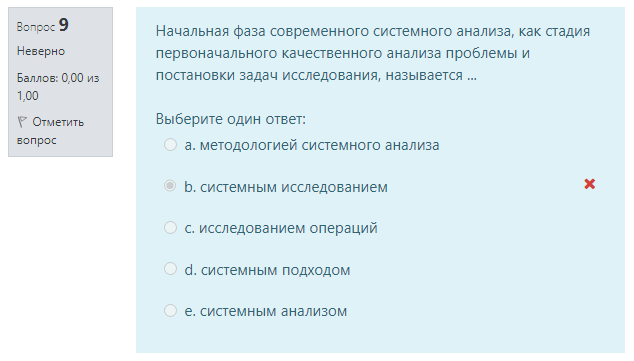 Вопрос 9
Неверно
Баллов: 0,00 из
1,00
Отметить
вопрос
Начальная фаза современного системного анализа, как стадия
первоначального качественного анализа проблемы и
постановки задач исследования, называется ...
Выберите один ответ:
a. методологией системного анализа
b. системным исследованием
c. исследованием операций
d. системным подходом
e. системным анализом